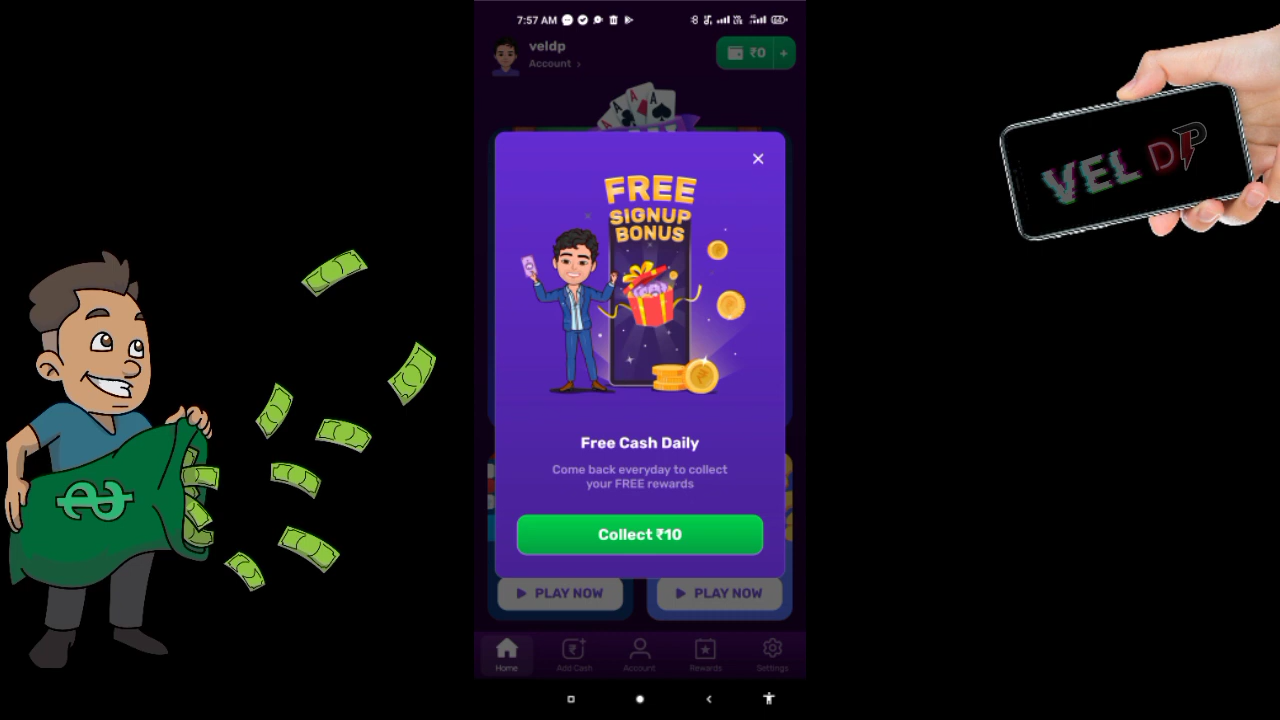 7:57 AM
veldp
Account >
₹0 +
A A A
FREE
SIGNUP
BONUS
Free Cash Daily
Come back everyday to collect
your FREE rewards
Collect ₹10
PLAY NOW
PLAY NOW
Home
Add Cash
Account
Rewards
Settings
VEL DP